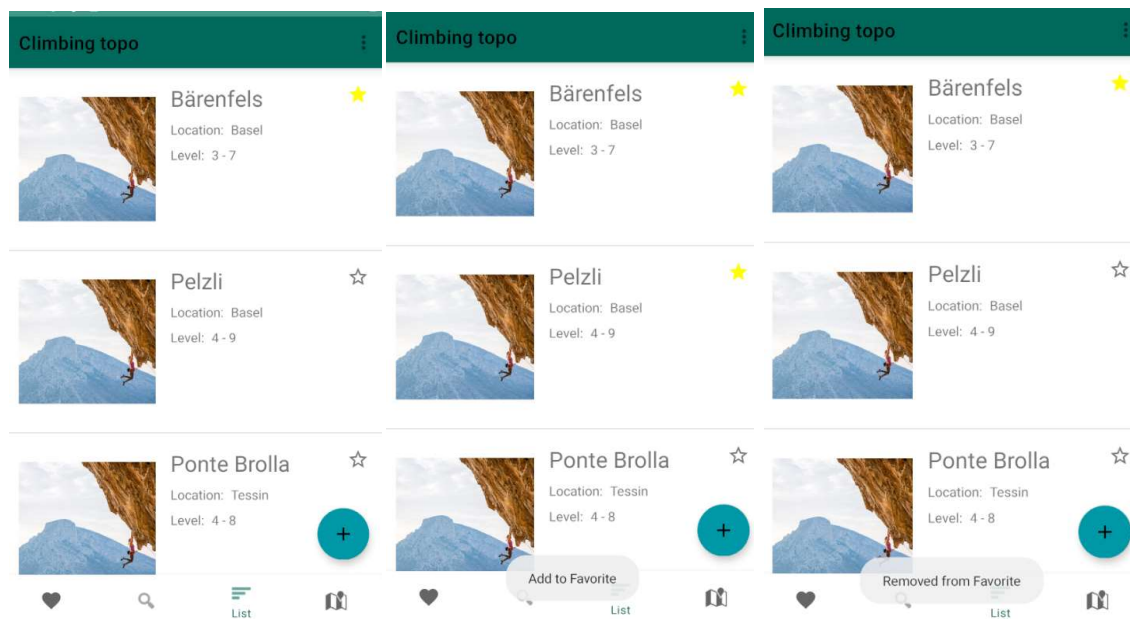 Climbing topo
Bärenfels
Location: Basel
Level: 3 - 7
Pelzli
Location: Basel
Level: 4 - 9
Ponte Brolla
Location: Tessin
Level: 4 - 8
+
List
Climbing topo
Bärenfels
Location: Basel
Level: 3 - 7
Pelzli
Location: Basel
Level: 4 - 9
Ponte Brolla
Location: Tessin
Level: 4 - 8
+
Add to Favorite
List
Climbing topo
Bärenfels
Location: Basel
Level: 3 - 7
Pelzli
Location: Basel
Level: 4 - 9
Ponte Brolla
Location: Tessin
Level: 4 - 8
+
Removed from Favorite
List